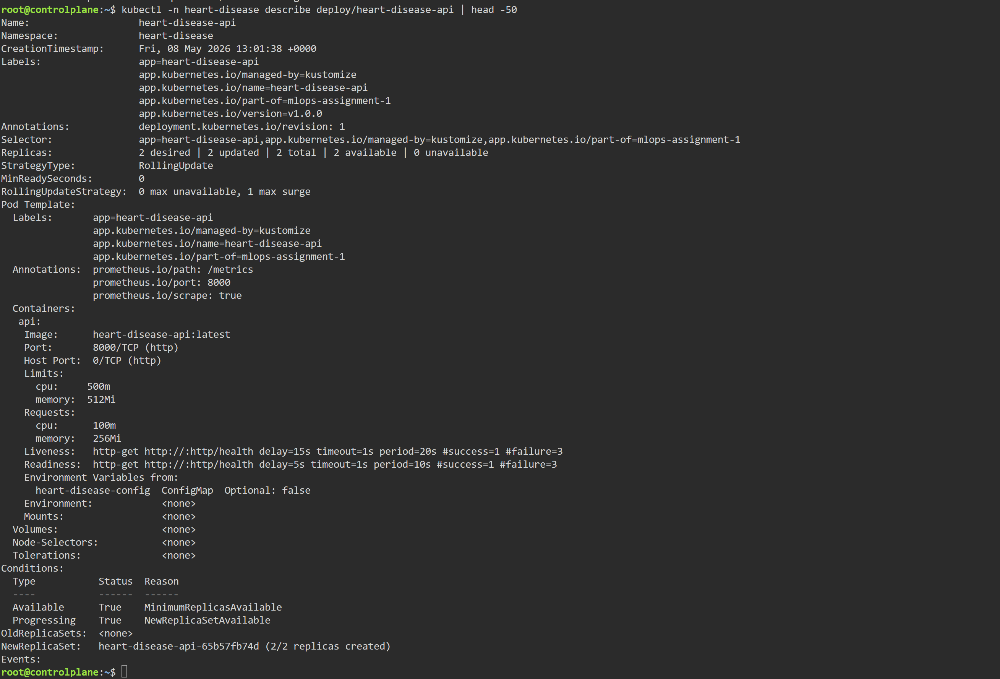 root@controlplane:~$ kubectl -n heart-disease describe deploy/heart-disease-api | head -50
Name:                   heart-disease-api
Namespace:              heart-disease
CreationTimestamp:      Fri, 08 May 2026 13:01:38 +0000
Labels:                 app=heart-disease-api
                        app.kubernetes.io/managed-by=kustomize
                        app.kubernetes.io/name=heart-disease-api
                        app.kubernetes.io/part-of=mlops-assignment-1
                        app.kubernetes.io/version=v1.0.0
Annotations:            deployment.kubernetes.io/revision: 1
Selector:               app=heart-disease-api,app.kubernetes.io/managed-by=kustomize,app.kubernetes.io/part-of=mlops-assignment-1
Replicas:               2 desired | 2 updated | 2 total | 2 available | 0 unavailable
StrategyType:           RollingUpdate
MinReadySeconds:        0
RollingUpdateStrategy:  0 max unavailable, 1 max surge
Pod Template:
  Labels:       app=heart-disease-api
                app.kubernetes.io/managed-by=kustomize
                app.kubernetes.io/name=heart-disease-api
                app.kubernetes.io/part-of=mlops-assignment-1
  Annotations:  prometheus.io/path: /metrics
                prometheus.io/port: 8000
                prometheus.io/scrape: true
  Containers:
   api:
    Image:      heart-disease-api:latest
    Port:       8000/TCP (http)
    Host Port:  0/TCP (http)
    Limits:
      cpu:     500m
      memory:  512Mi
    Requests:
      cpu:      100m
      memory:   256Mi
    Liveness:   http-get http://:http/health delay=15s timeout=1s period=20s #success=1 #failure=3
    Readiness:  http-get http://:http/health delay=5s timeout=1s period=10s #success=1 #failure=3
    Environment Variables from:
      heart-disease-config  ConfigMap  Optional: false
    Environment:            <none>
    Mounts:                 <none>
  Volumes:                  <none>
  Node-Selectors:           <none>
  Tolerations:              <none>
Conditions:
  Type           Status  Reason
  ----           ------  ------
  Available      True    MinimumReplicasAvailable
  Progressing    True    NewReplicaSetAvailable
OldReplicaSets:  <none>
NewReplicaSet:   heart-disease-api-65b57fb74d (2/2 replicas created)
Events:
root@controlplane:~$